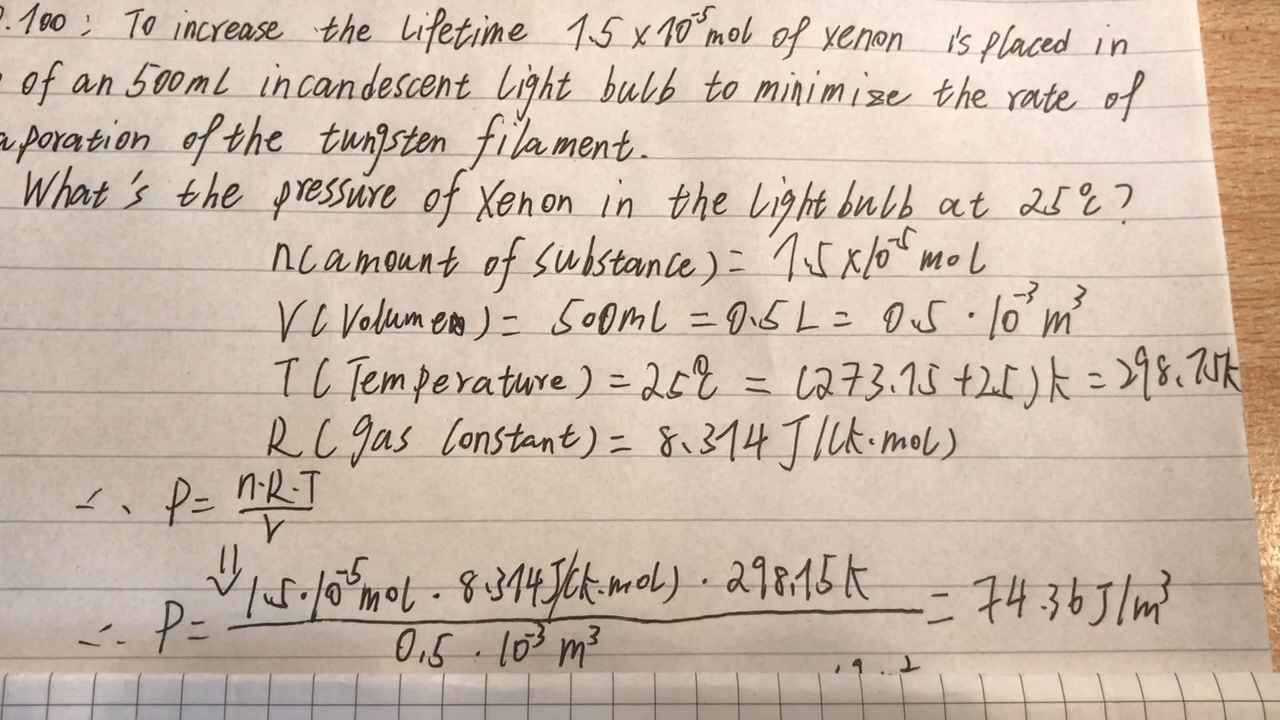 .100: To increase the lifetime 1.5 x 10⁻⁵ mol of xenon is placed in
of an 500ml incandescent light bulb to minimize the rate of
aporation of the tungsten filament.
What's the pressure of Xenon in the light bulb at 25℃?
n(amount of substance) = 1.5 x 10⁻⁵ mol
V(Volume) = 500ml = 0.5L = 0.5 · 10⁻³ m³
T(Temperature) = 25℃ = (273.15 + 25)k = 298.15k
R(gas constant) = 8.314 J/(k·mol)
∴ P = n·R·T / V
⇓
∴ P = 1.5·10⁻⁵ mol · 8.314J/(k·mol) · 298.15k / 0.5 · 10⁻³ m³ = 74.36 J/m³